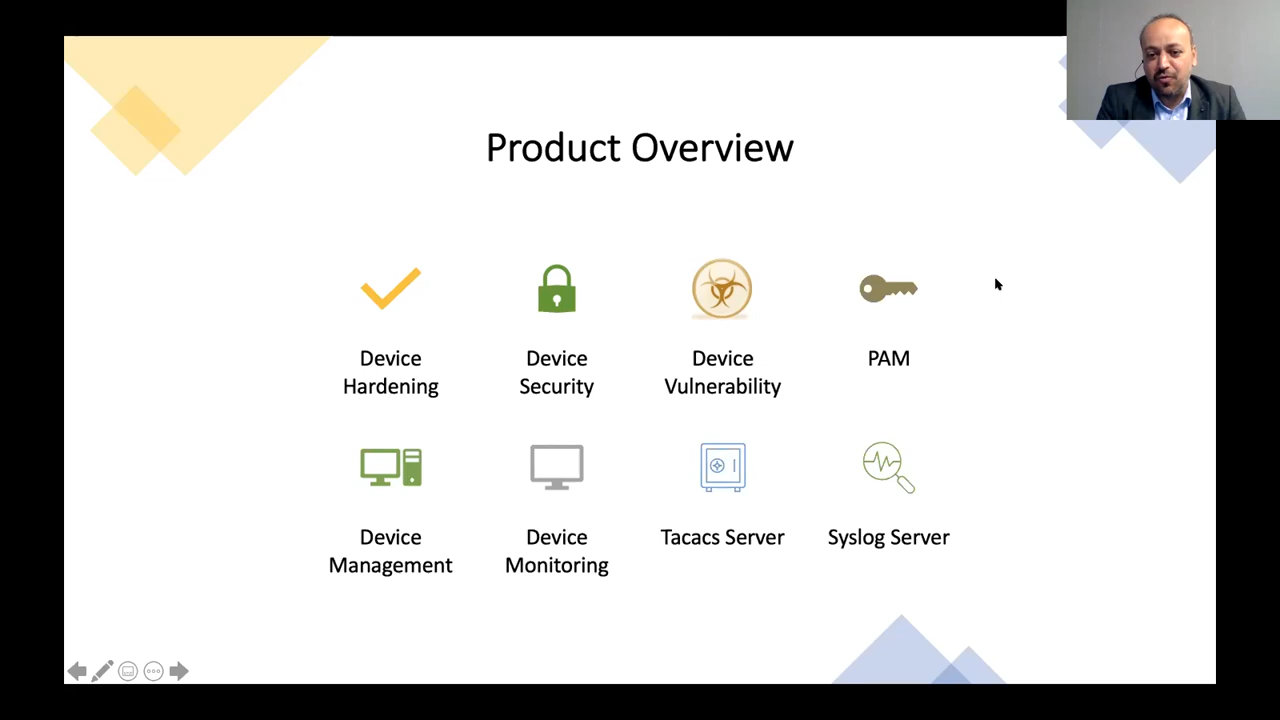 Product Overview
Device
Hardening
Device
Security
Device
Vulnerability
PAM
Device
Management
Device
Monitoring
Tacacs Server
Syslog Server